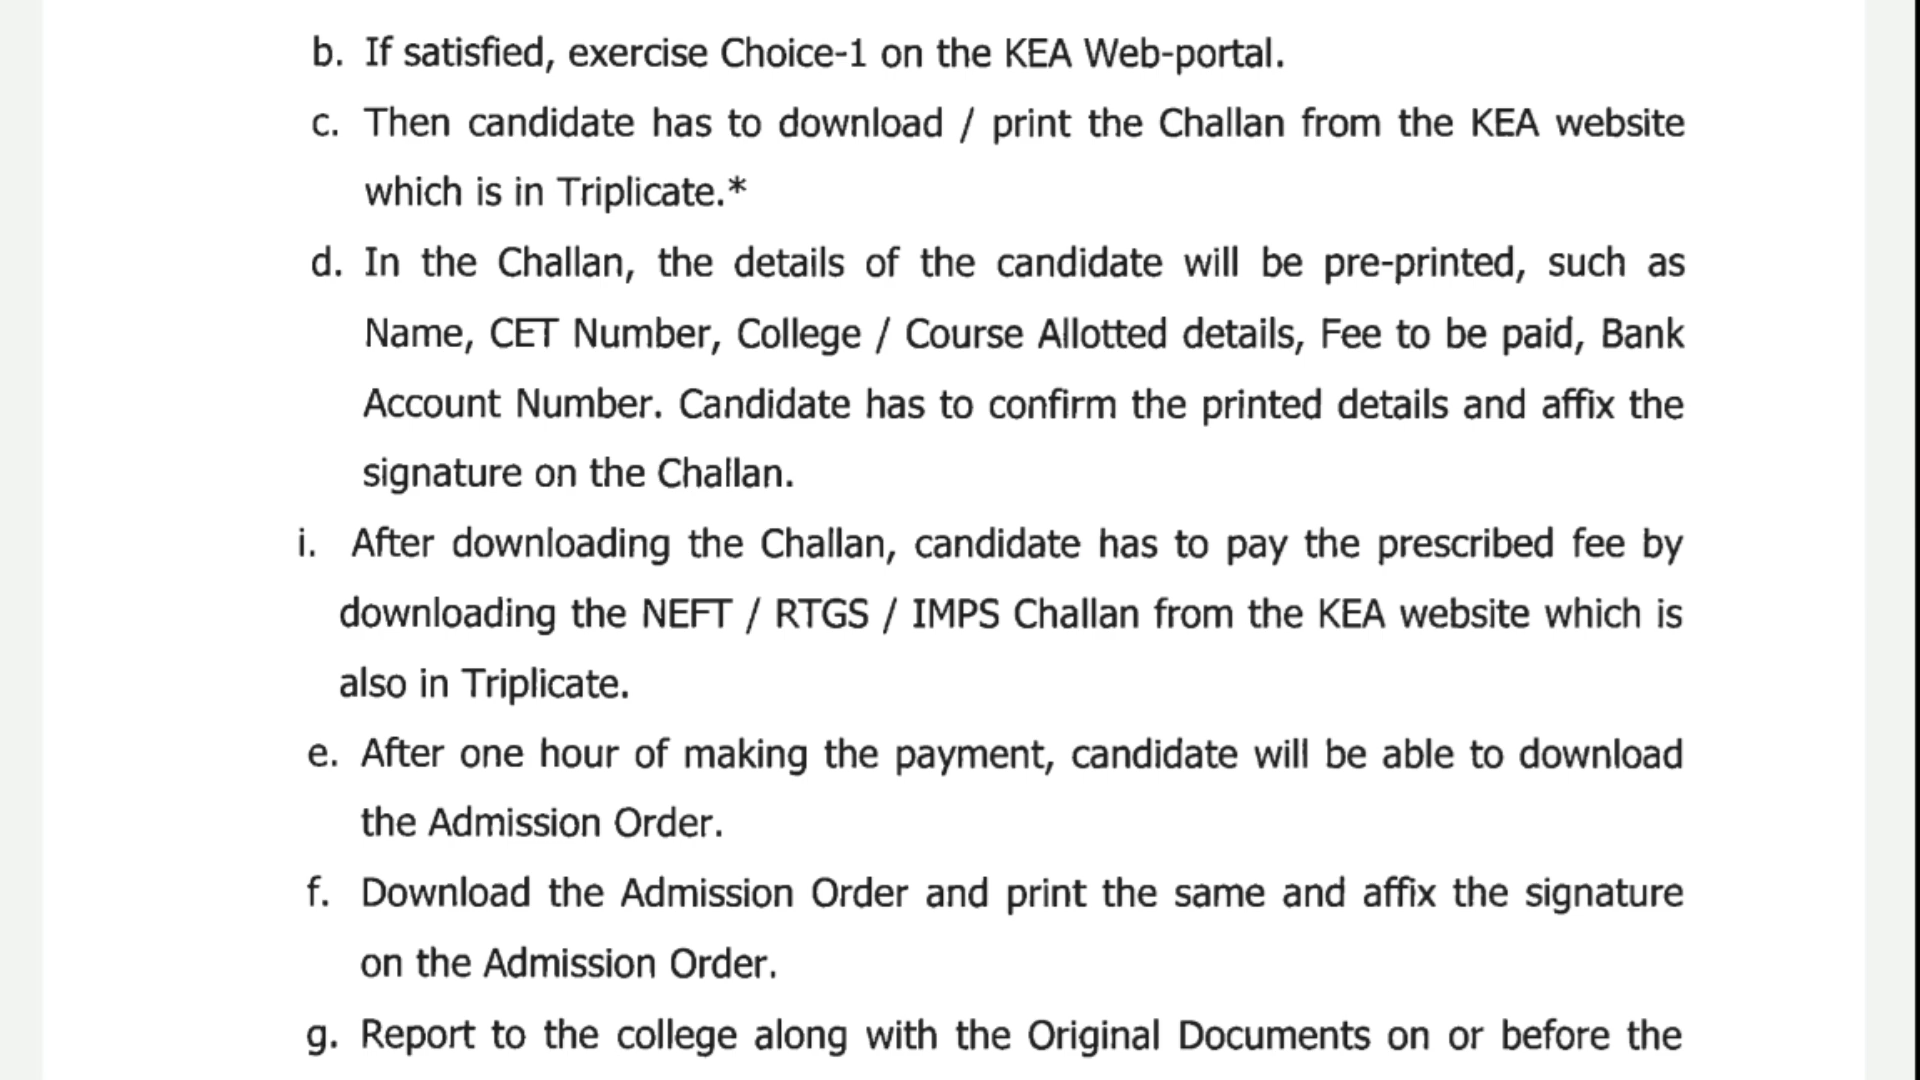 b. If satisfied, exercise Choice-1 on the KEA Web-portal.
c. Then candidate has to download / print the Challan from the KEA website
which is in Triplicate.*
d. In the Challan, the details of the candidate will be pre-printed, such as
Name, CET Number, College / Course Allotted details, Fee to be paid, Bank
Account Number. Candidate has to confirm the printed details and affix the
signature on the Challan.
i. After downloading the Challan, candidate has to pay the prescribed fee by
downloading the NEFT / RTGS / IMPS Challan from the KEA website which is
also in Triplicate.
e. After one hour of making the payment, candidate will be able to download
the Admission Order.
f. Download the Admission Order and print the same and affix the signature
on the Admission Order.
g. Report to the college along with the Original Documents on or before the